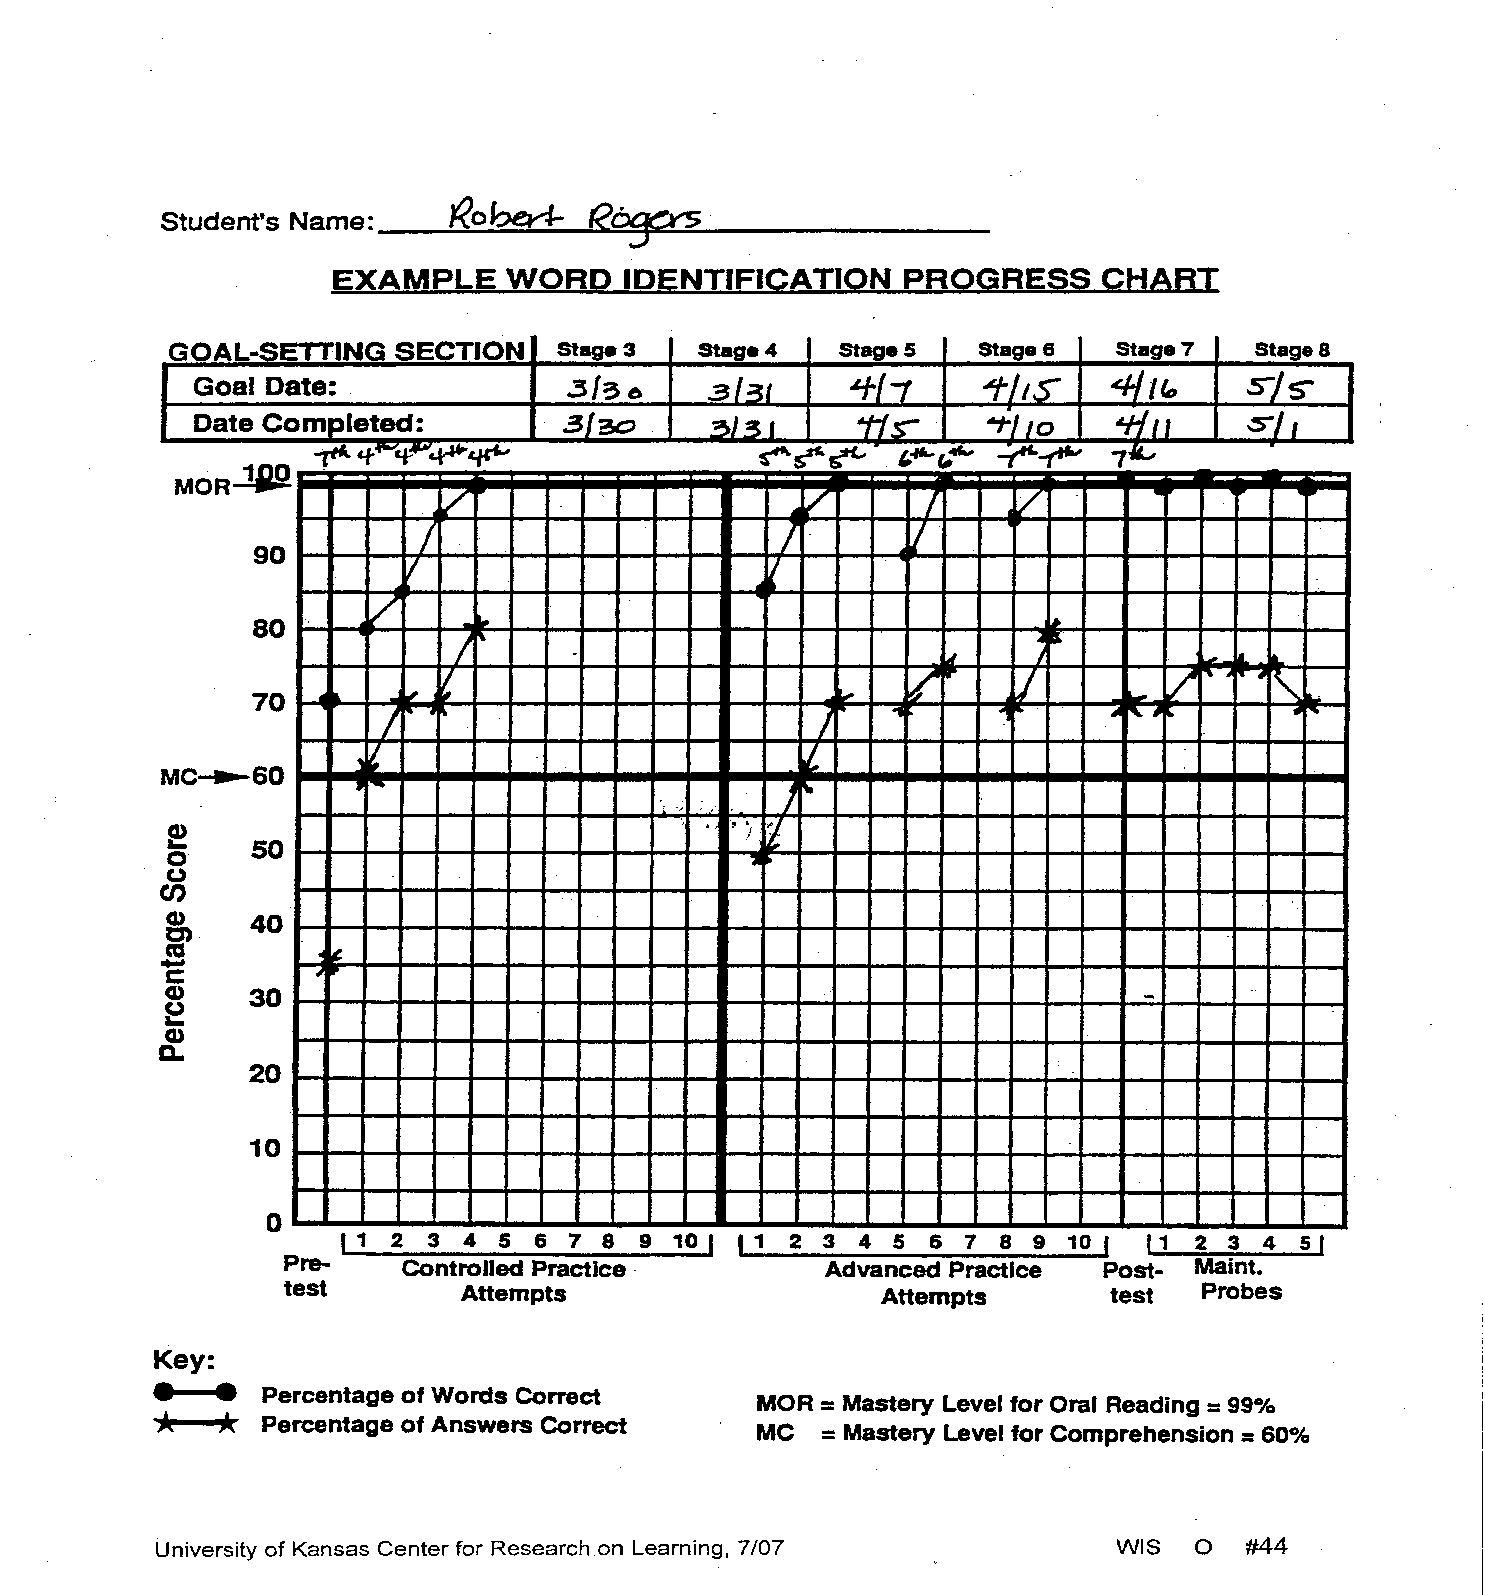 Student's Name: Robert Rogers
EXAMPLE WORD IDENTIFICATION PROGRESS CHART
GOAL-SETTING SECTION Stage 3 Stage 4 Stage 5 Stage 6 Stage 7 Stage 8
Goal Date: 3/30 3/31 4/7 4/15 4/16 5/5
Date Completed: 3/30 3/31 4/5 4/10 4/11 5/1
7th 4th 4th 4th 4th 5th 5th 5th 6th 6th 7th 7th 7th
100
MOR
90
80
70
MC 60
50
40
30
20
10
0
Percentage Score
1 2 3 4 5 6 7 8 9 10 1 2 3 4 5 6 7 8 9 10 1 2 3 4 5
Pre-test Controlled Practice Attempts Advanced Practice Attempts Post-test Maint. Probes
Key:
Percentage of Words Correct
Percentage of Answers Correct
MOR = Mastery Level for Oral Reading = 99%
MC = Mastery Level for Comprehension = 60%
University of Kansas Center for Research on Learning, 7/07 WIS O #44